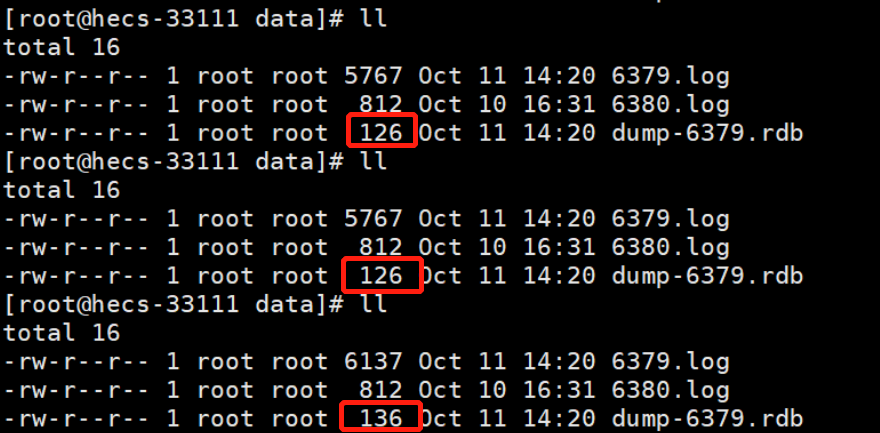 [root@hecs-33111 data]# ll
total 16
-rw-r--r-- 1 root root 5767 Oct 11 14:20 6379.log
-rw-r--r-- 1 root root  812 Oct 10 16:31 6380.log
-rw-r--r-- 1 root root  126 Oct 11 14:20 dump-6379.rdb
[root@hecs-33111 data]# ll
total 16
-rw-r--r-- 1 root root 5767 Oct 11 14:20 6379.log
-rw-r--r-- 1 root root  812 Oct 10 16:31 6380.log
-rw-r--r-- 1 root root  126 Oct 11 14:20 dump-6379.rdb
[root@hecs-33111 data]# ll
total 16
-rw-r--r-- 1 root root 6137 Oct 11 14:20 6379.log
-rw-r--r-- 1 root root  812 Oct 10 16:31 6380.log
-rw-r--r-- 1 root root  136 Oct 11 14:20 dump-6379.rdb